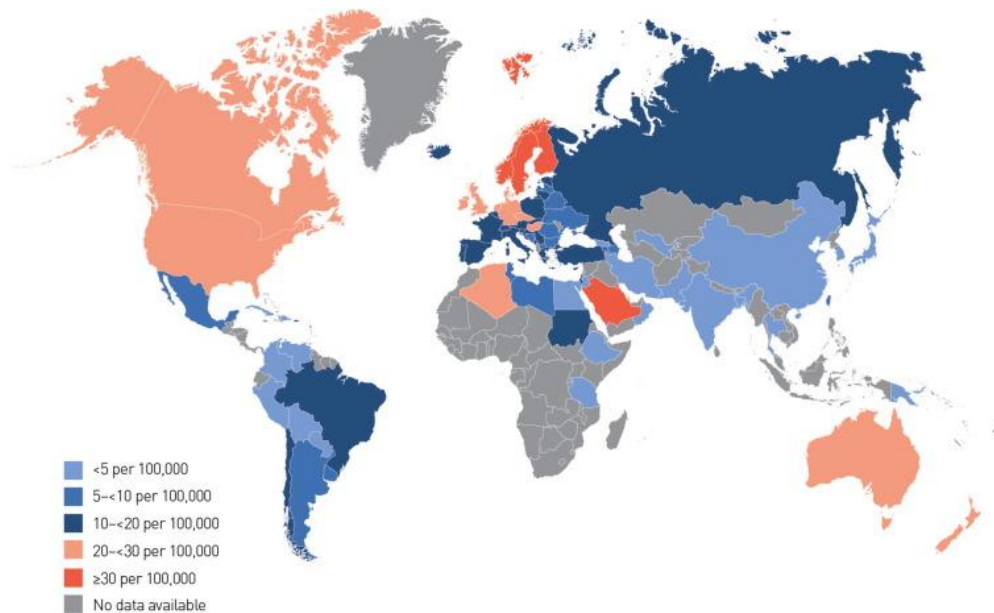 <5 per 100,000
5–<10 per 100,000
10–<20 per 100,000
20–<30 per 100,000
≥30 per 100,000
No data available